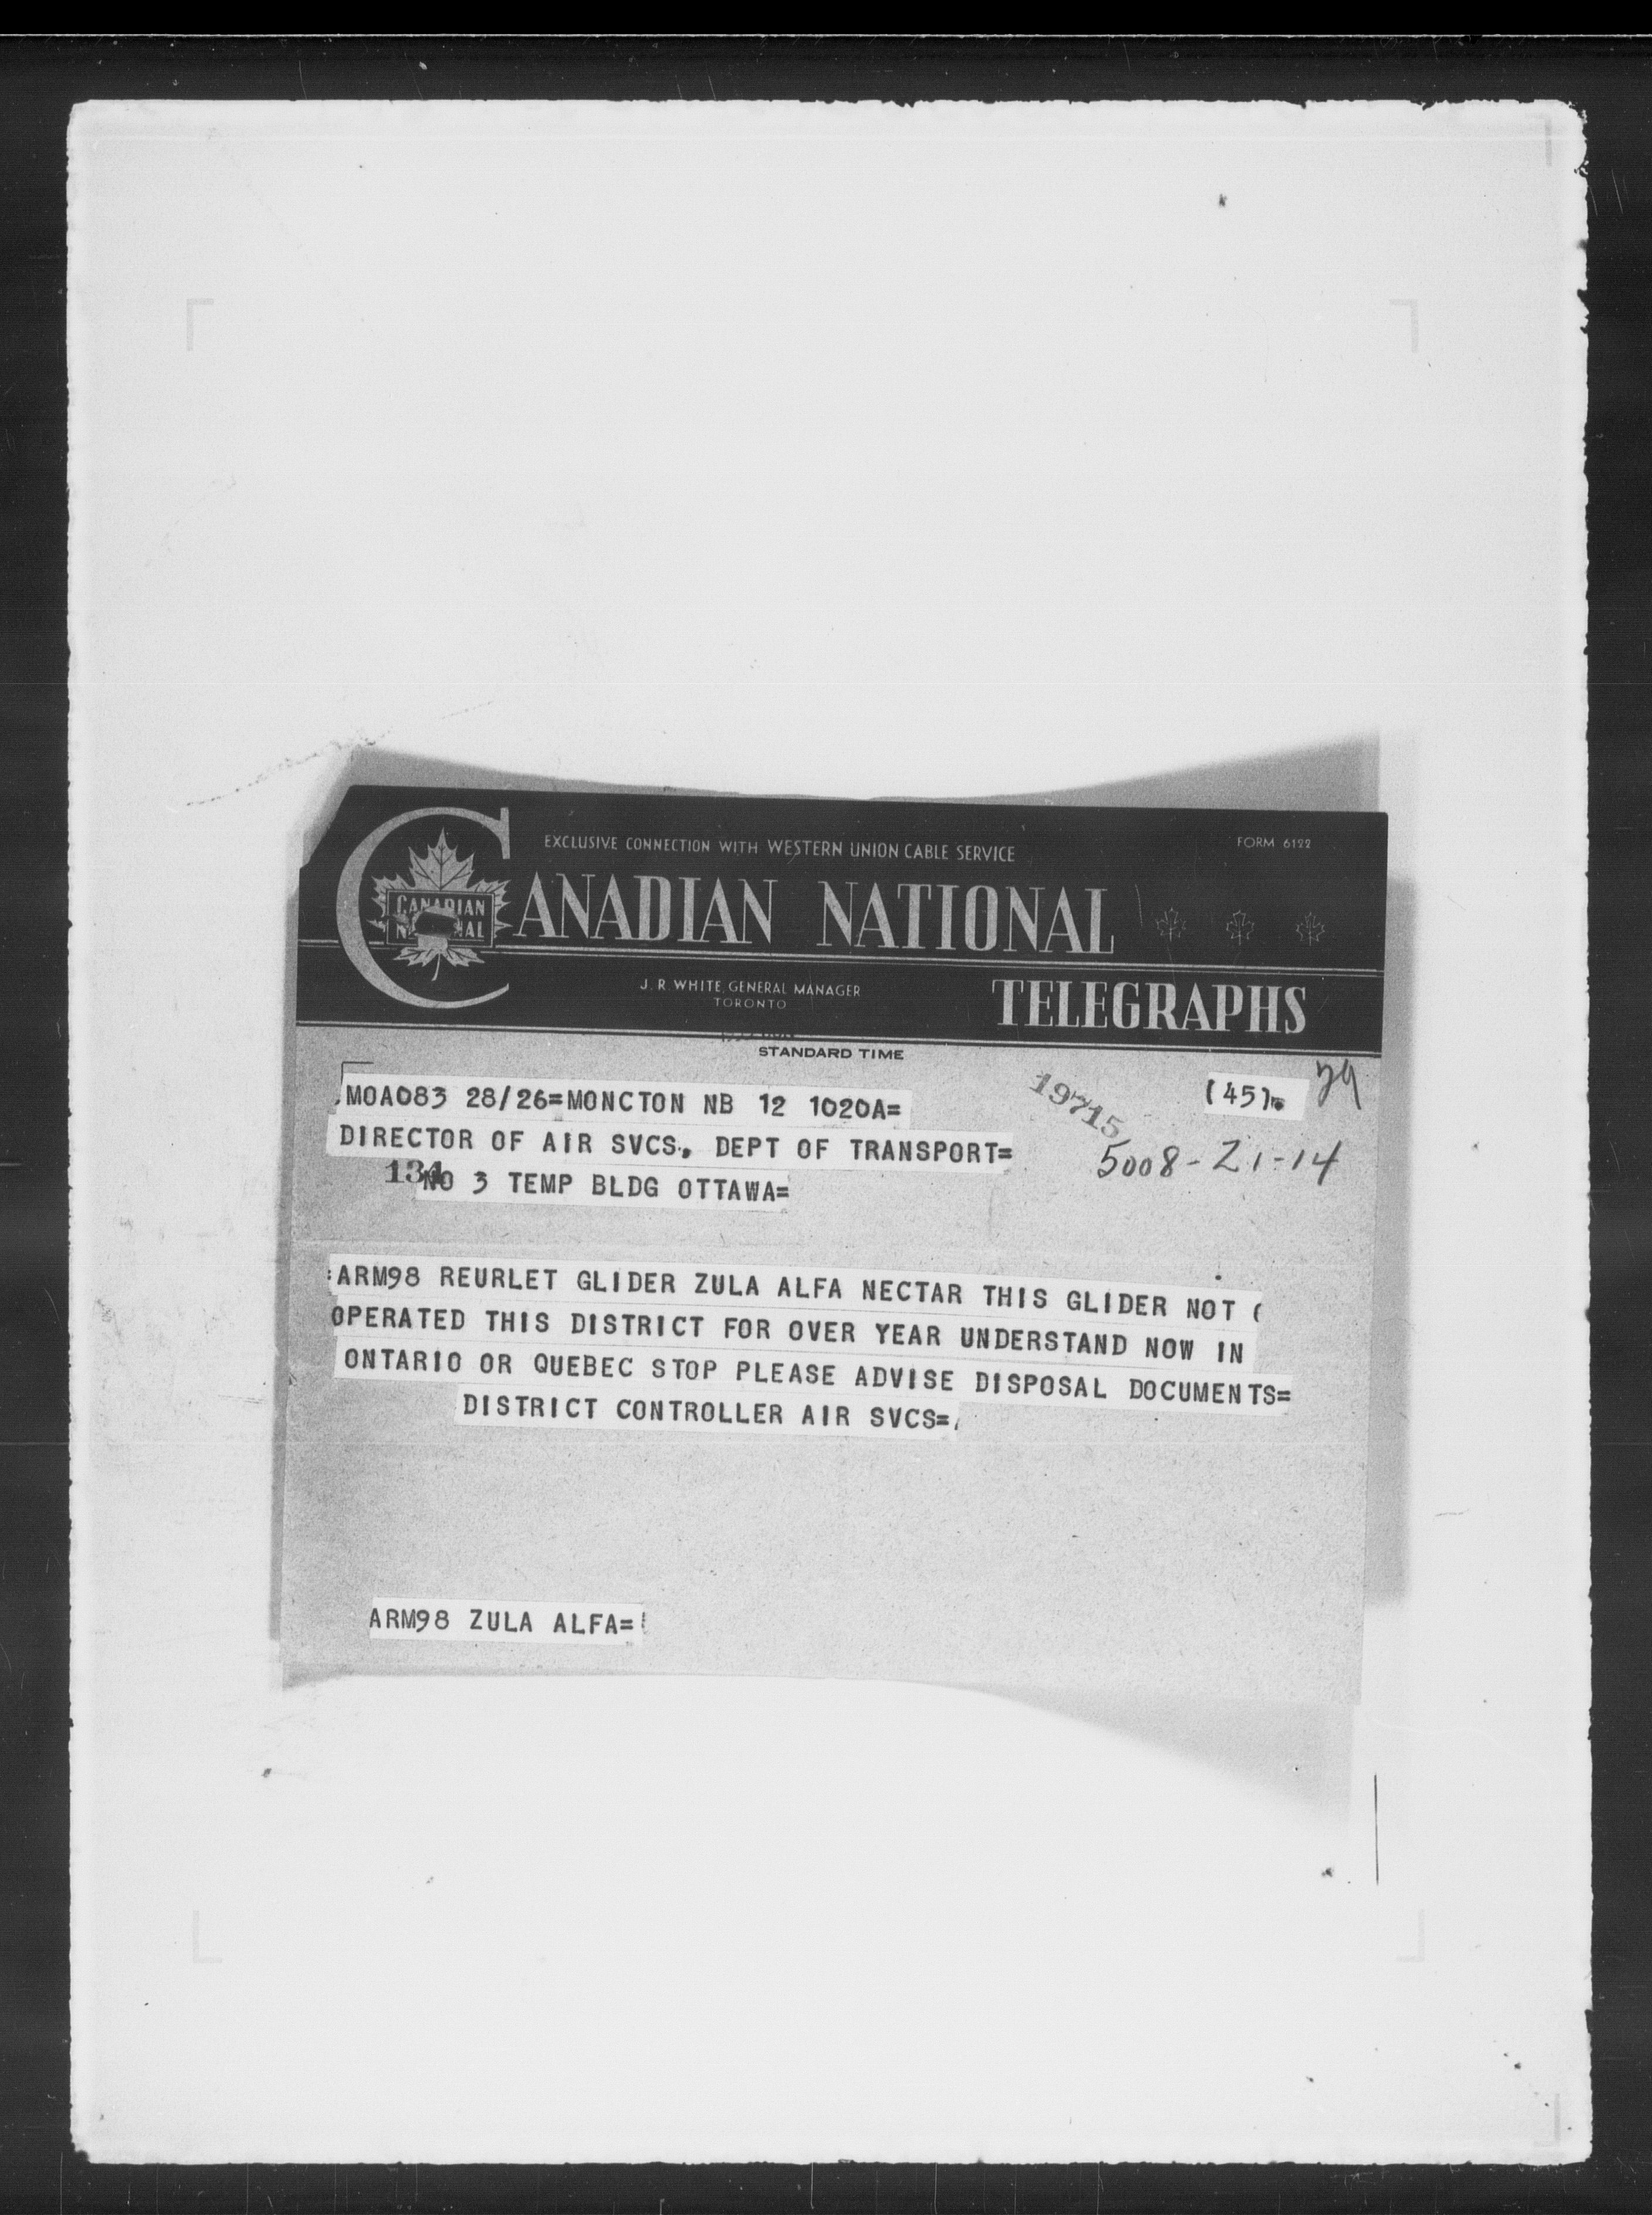 EXCLUSIVE CONNECTION WITH WESTERN UNION CABLE SERVICE
FORM 6122
CANADIAN NATIONAL
CANADIAN
TELEGRAPHS
J. R. WHITE, GENERAL MANAGER
TORONTO
STANDARD TIME
19715
(45)
MOA083 28/26=MONCTON NB 12 1020A=
DIRECTOR OF AIR SVCS., DEPT OF TRANSPORT=
5008-21-14
134
NO 3 TEMP BLDG OTTAWA=
:ARM98 REURLET GLIDER ZULA ALFA NECTAR THIS GLIDER NOT (
OPERATED THIS DISTRICT FOR OVER YEAR UNDERSTAND NOW IN
ONTARIO OR QUEBEC STOP PLEASE ADVISE DISPOSAL DOCUMENTS=
DISTRICT CONTROLLER AIR SVCS=
ARM98 ZULA ALFA=